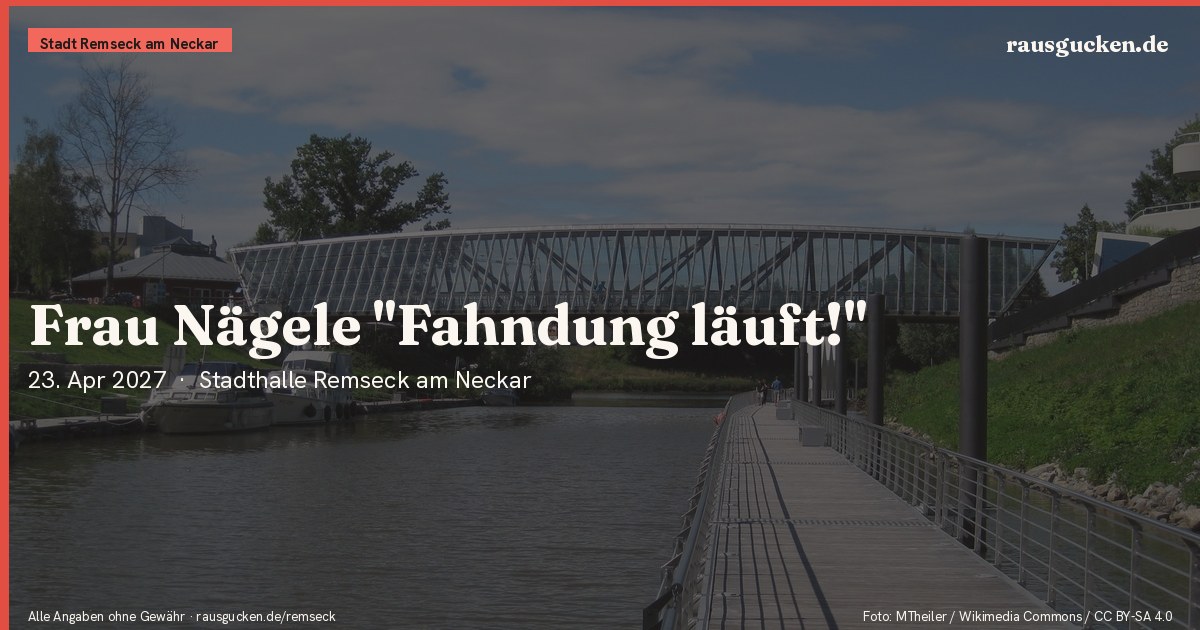 Stadt Remseck am Neckar
rausgucken.de
Frau Nägele "Fahndung läuft!"
23. Apr 2027 · Stadthalle Remseck am Neckar
Alle Angaben ohne Gewähr · rausgucken.de/remseck
Foto: MTheiler / Wikimedia Commons / CC BY-SA 4.0